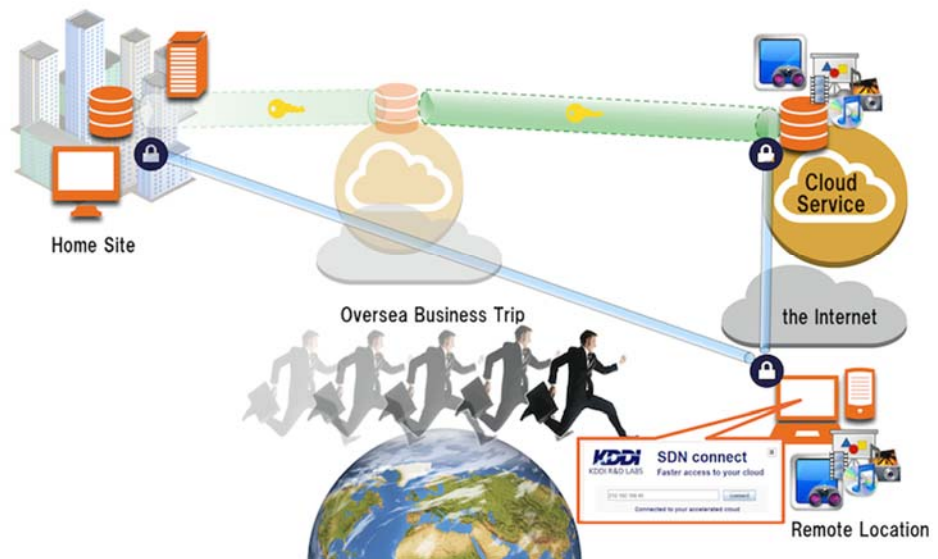 Cloud
Service
Home Site
Oversea Business Trip
the Internet
KDDI
KDDI R&D LABS
SDN connect
Faster access to your cloud
connect
Connected to your accelerated cloud
Remote Location